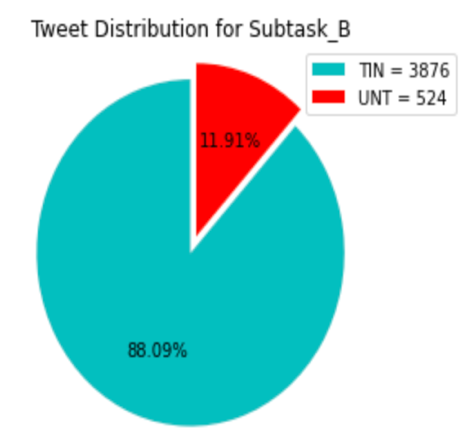 Tweet Distribution for Subtask_B
TIN = 3876
UNT = 524
11.91%
88.09%